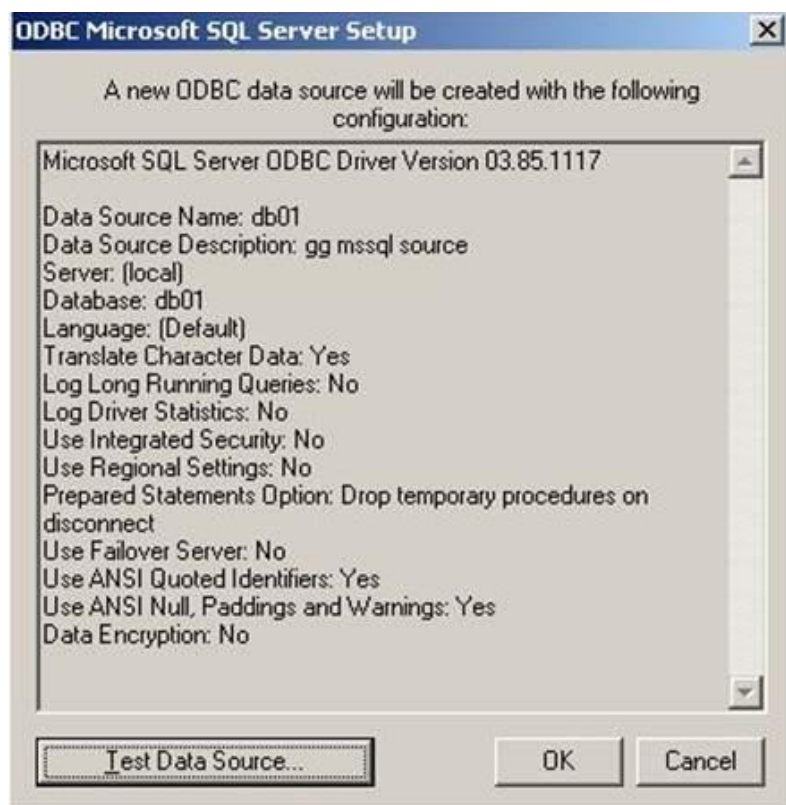 ODBC Microsoft SQL Server Setup
A new ODBC data source will be created with the following
configuration:
Microsoft SQL Server ODBC Driver Version 03.85.1117
Data Source Name: db01
Data Source Description: gg mssql source
Server: (local)
Database: db01
Language: (Default)
Translate Character Data: Yes
Log Long Running Queries: No
Log Driver Statistics: No
Use Integrated Security: No
Use Regional Settings: No
Prepared Statements Option: Drop temporary procedures on
disconnect
Use Failover Server: No
Use ANSI Quoted Identifiers: Yes
Use ANSI Null, Paddings and Warnings: Yes
Data Encryption: No
Test Data Source...
OK
Cancel